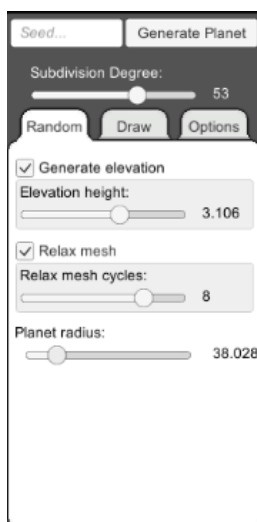 Seed... Generate Planet
Subdivision Degree:
53
Random Draw Options
Generate elevation
Elevation height:
3.106
Relax mesh
Relax mesh cycles:
8
Planet radius:
38.028